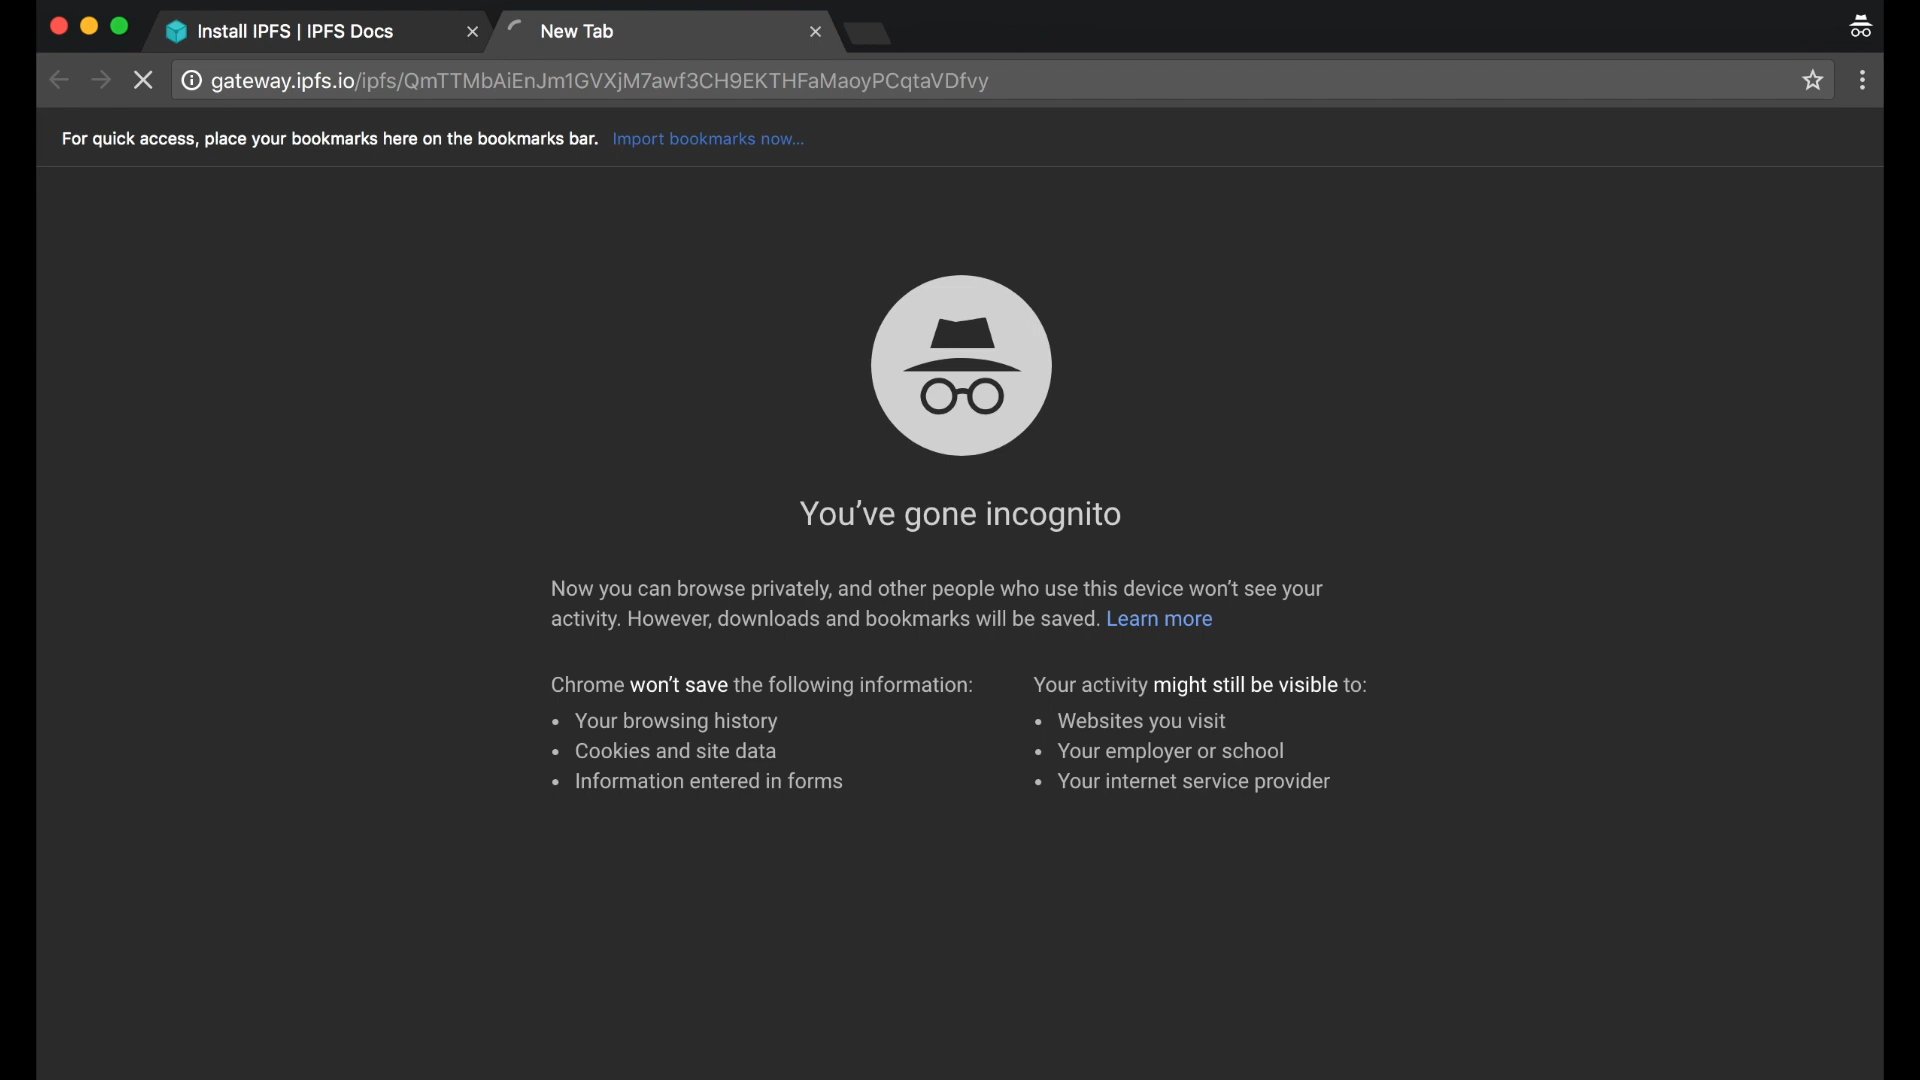 Install IPFS | IPFS Docs
New Tab
gateway.ipfs.io/ipfs/QmTTMbAiEnJm1GVXjM7awf3CH9EKTHFaMaoyPCqtaVDfvy
For quick access, place your bookmarks here on the bookmarks bar. Import bookmarks now...
You’ve gone incognito
Now you can browse privately, and other people who use this device won’t see your
activity. However, downloads and bookmarks will be saved. Learn more
Chrome won’t save the following information:
• Your browsing history
• Cookies and site data
• Information entered in forms
Your activity might still be visible to:
• Websites you visit
• Your employer or school
• Your internet service provider